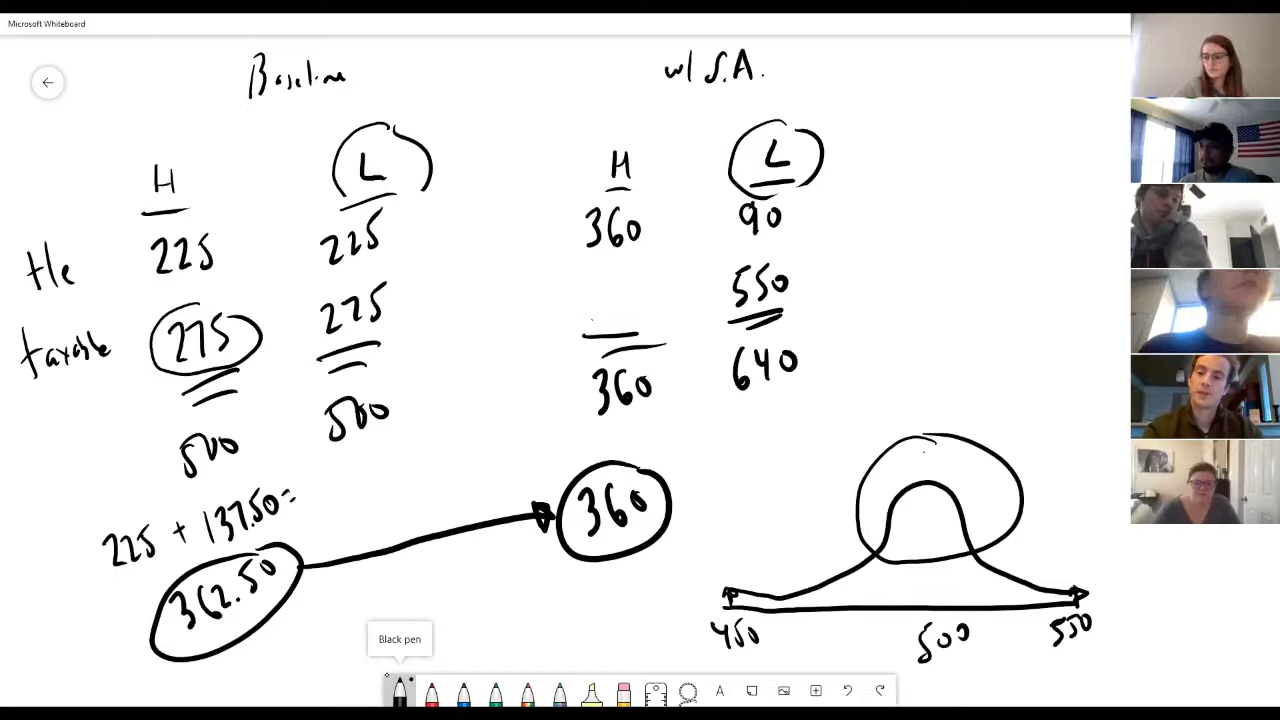 Microsoft Whiteboard
Baseline w/ S.A.
H L H L
225 225 360 90
taxable 275 275 550
500 500 360 640
225 + 137.50 =
362.50
360
450 500 550
Black pen
A